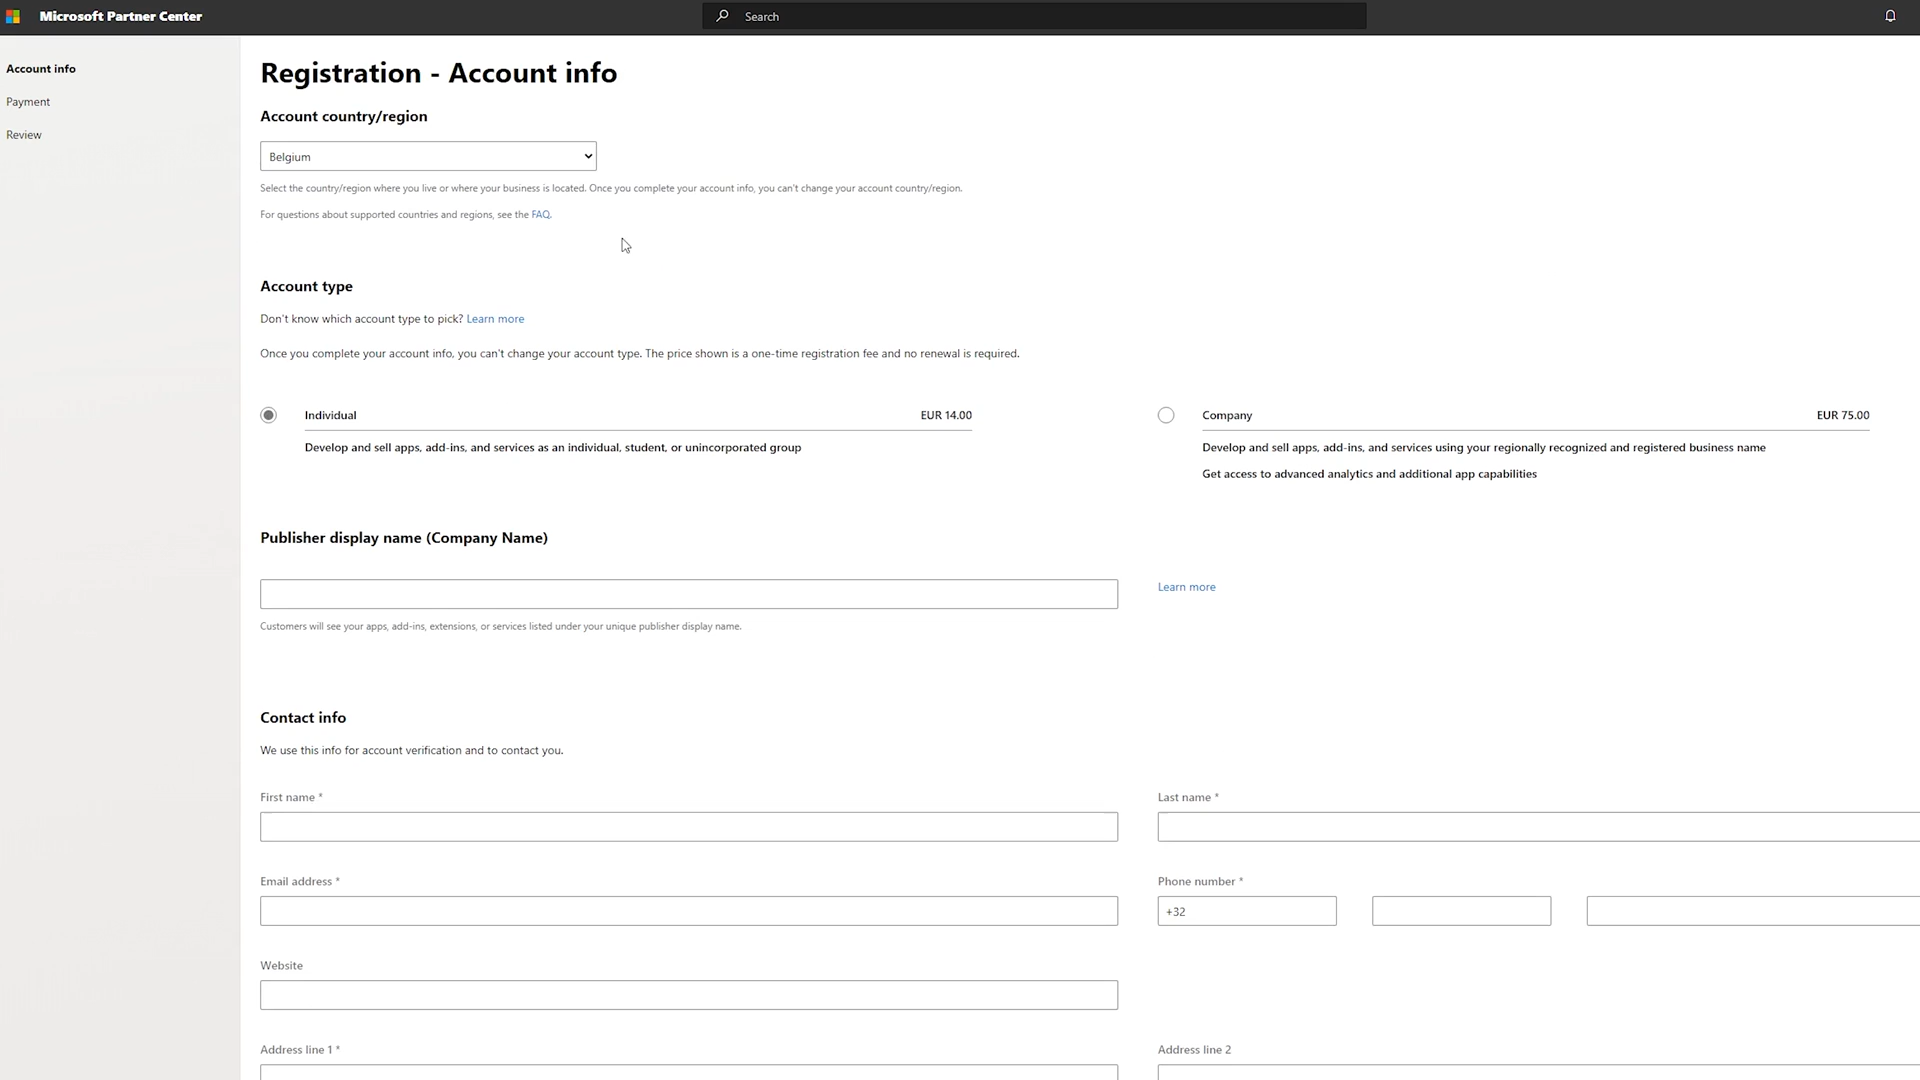 Microsoft Partner Center
Search
Account info
Payment
Review
Registration - Account info
Account country/region
Belgium
Select the country/region where you live or where your business is located. Once you complete your account info, you can't change your account country/region.
For questions about supported countries and regions, see the FAQ.
Account type
Don't know which account type to pick? Learn more
Once you complete your account info, you can't change your account type. The price shown is a one-time registration fee and no renewal is required.
Individual EUR 14.00
Develop and sell apps, add-ins, and services as an individual, student, or unincorporated group
Company EUR 75.00
Develop and sell apps, add-ins, and services using your regionally recognized and registered business name
Get access to advanced analytics and additional app capabilities
Publisher display name (Company Name)
Learn more
Customers will see your apps, add-ins, extensions, or services listed under your unique publisher display name.
Contact info
We use this info for account verification and to contact you.
First name *
Last name *
Email address *
Phone number *
+32
Website
Address line 1 *
Address line 2